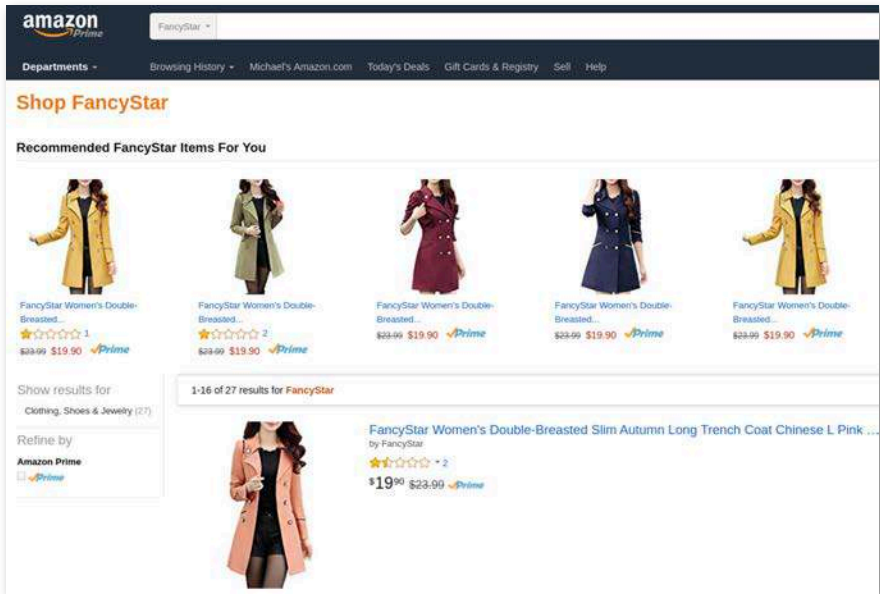 amazon
Prime
FancyStar
Departments
Browsing History
Michael's Amazon.com
Today's Deals
Gift Cards & Registry
Sell
Help
Shop FancyStar
Recommended FancyStar Items For You
FancyStar Women's Double-
Breasted...
1
$23.99 $19.90 Prime
FancyStar Women's Double-
Breasted...
2
$23.99 $19.90 Prime
FancyStar Women's Double-
Breasted...
$23.99 $19.90 Prime
FancyStar Women's Double-
Breasted...
$23.99 $19.90 Prime
FancyStar Women's Double-
Breasted...
$23.99 $19.90 Prime
Show results for
Clothing, Shoes & Jewelry (27)
Refine by
Amazon Prime
Prime
1-16 of 27 results for FancyStar
FancyStar Women's Double-Breasted Slim Autumn Long Trench Coat Chinese L Pink ...
by FancyStar
2
$19 90 $23.99 Prime